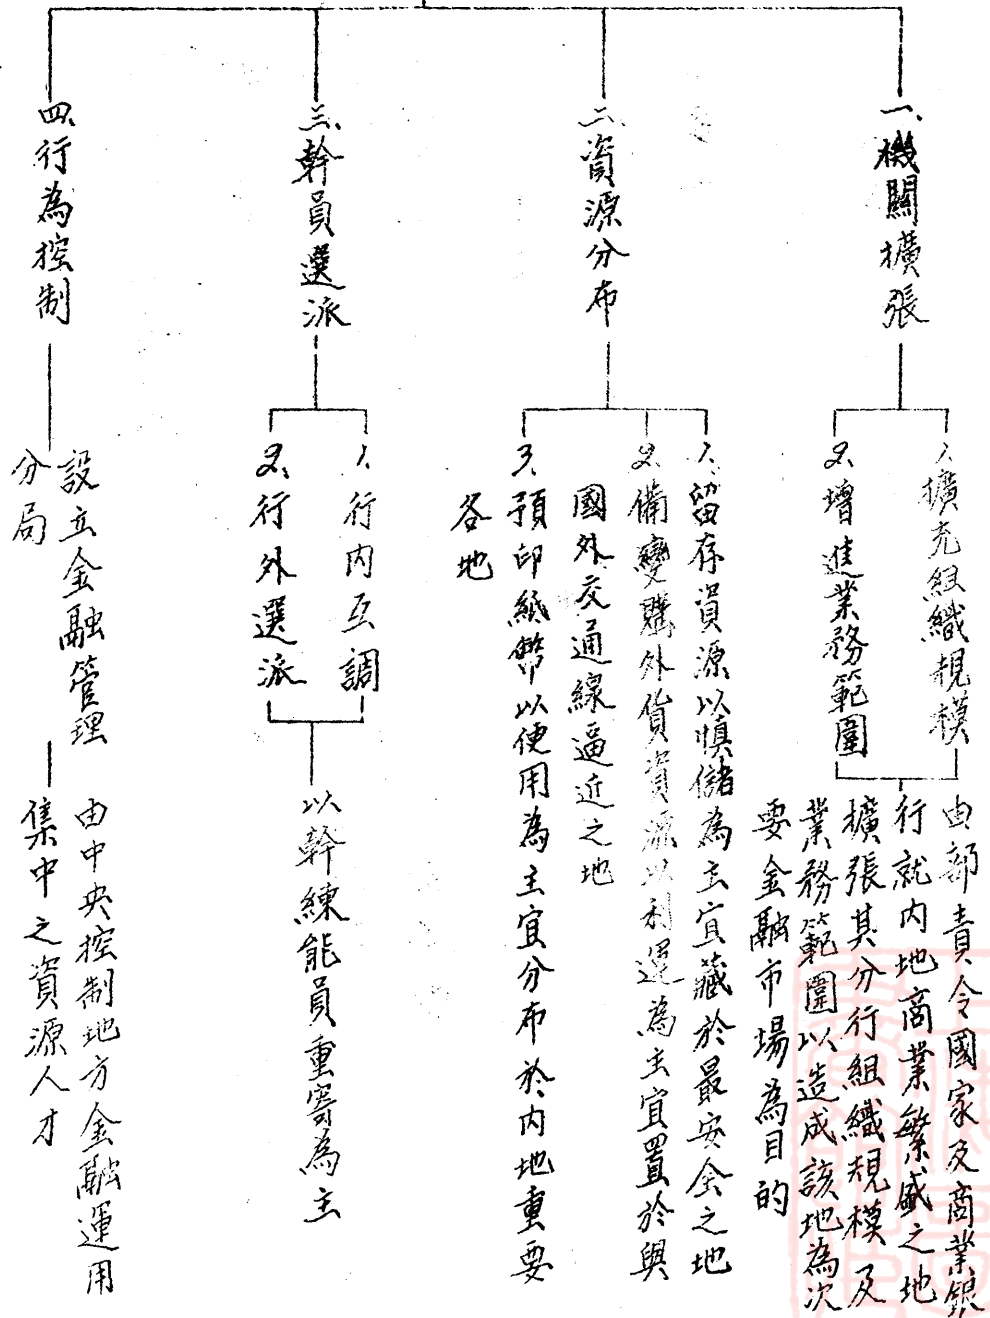 一、機關擴張
1、擴充組織規模
2、增進業務範圍
由部責令國家及商業銀
行就内地商業繁盛之地
擴張其分行組織規模及
業務範圍以造成該地為次
要金融市場為目的
二、資源分布
1、留存資源以慎儲為主宜藏於最安全之地
2、備變購外貨資源以利運為主宜置於與
國外交通線逼近之地
3、預印紙幣以便用為主宜分布於内地重要
各地
三、幹員選派
1、行内互調
2、行外選派
以幹練能員重寄為主
四、行為控制
設立金融管理
分局
由中央控制地方金融運用
集中之資源人才